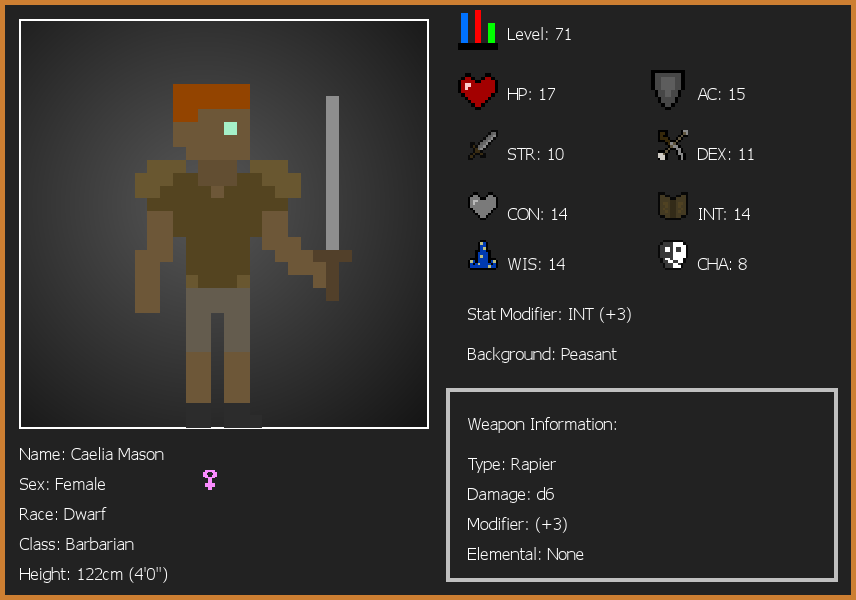 Level: 71
HP: 17
AC: 15
STR: 10
DEX: 11
CON: 14
INT: 14
WIS: 14
CHA: 8
Stat Modifier: INT (+3)
Background: Peasant
Weapon Information:
Type: Rapier
Damage: d6
Modifier: (+3)
Elemental: None
Name: Caelia Mason
Sex: Female
Race: Dwarf
Class: Barbarian
Height: 122cm (4'0")